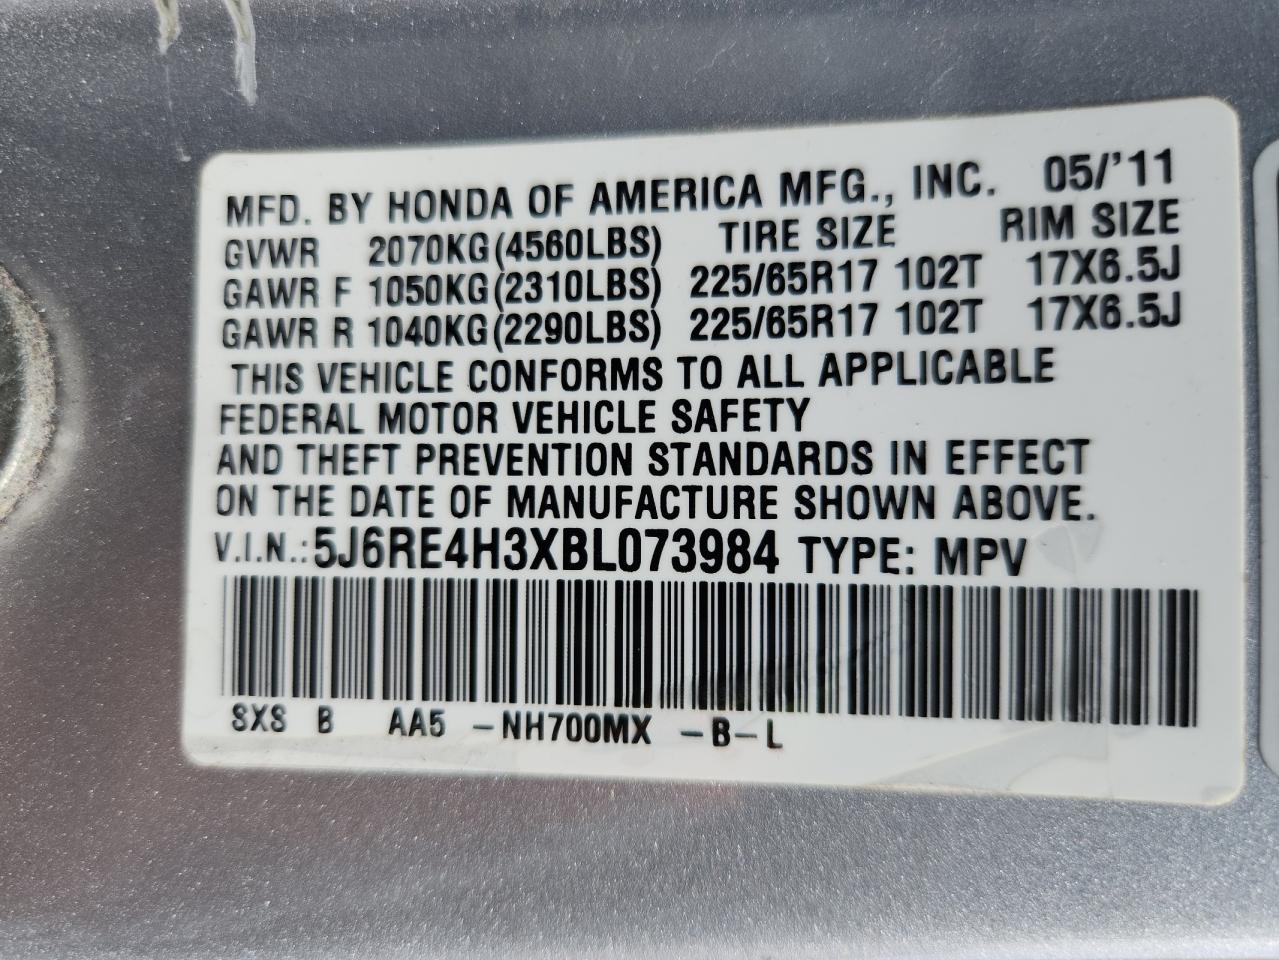 MFD. BY HONDA OF AMERICA MFG., INC. 05/'11
GVWR 2070KG(4560LBS) TIRE SIZE RIM SIZE
GAWR F 1050KG(2310LBS) 225/65R17 102T 17X6.5J
GAWR R 1040KG(2290LBS) 225/65R17 102T 17X6.5J
THIS VEHICLE CONFORMS TO ALL APPLICABLE
FEDERAL MOTOR VEHICLE SAFETY
AND THEFT PREVENTION STANDARDS IN EFFECT
ON THE DATE OF MANUFACTURE SHOWN ABOVE.
V.I.N.:5J6RE4H3XBL073984 TYPE: MPV
SXS B AA5 -NH700MX -B-L